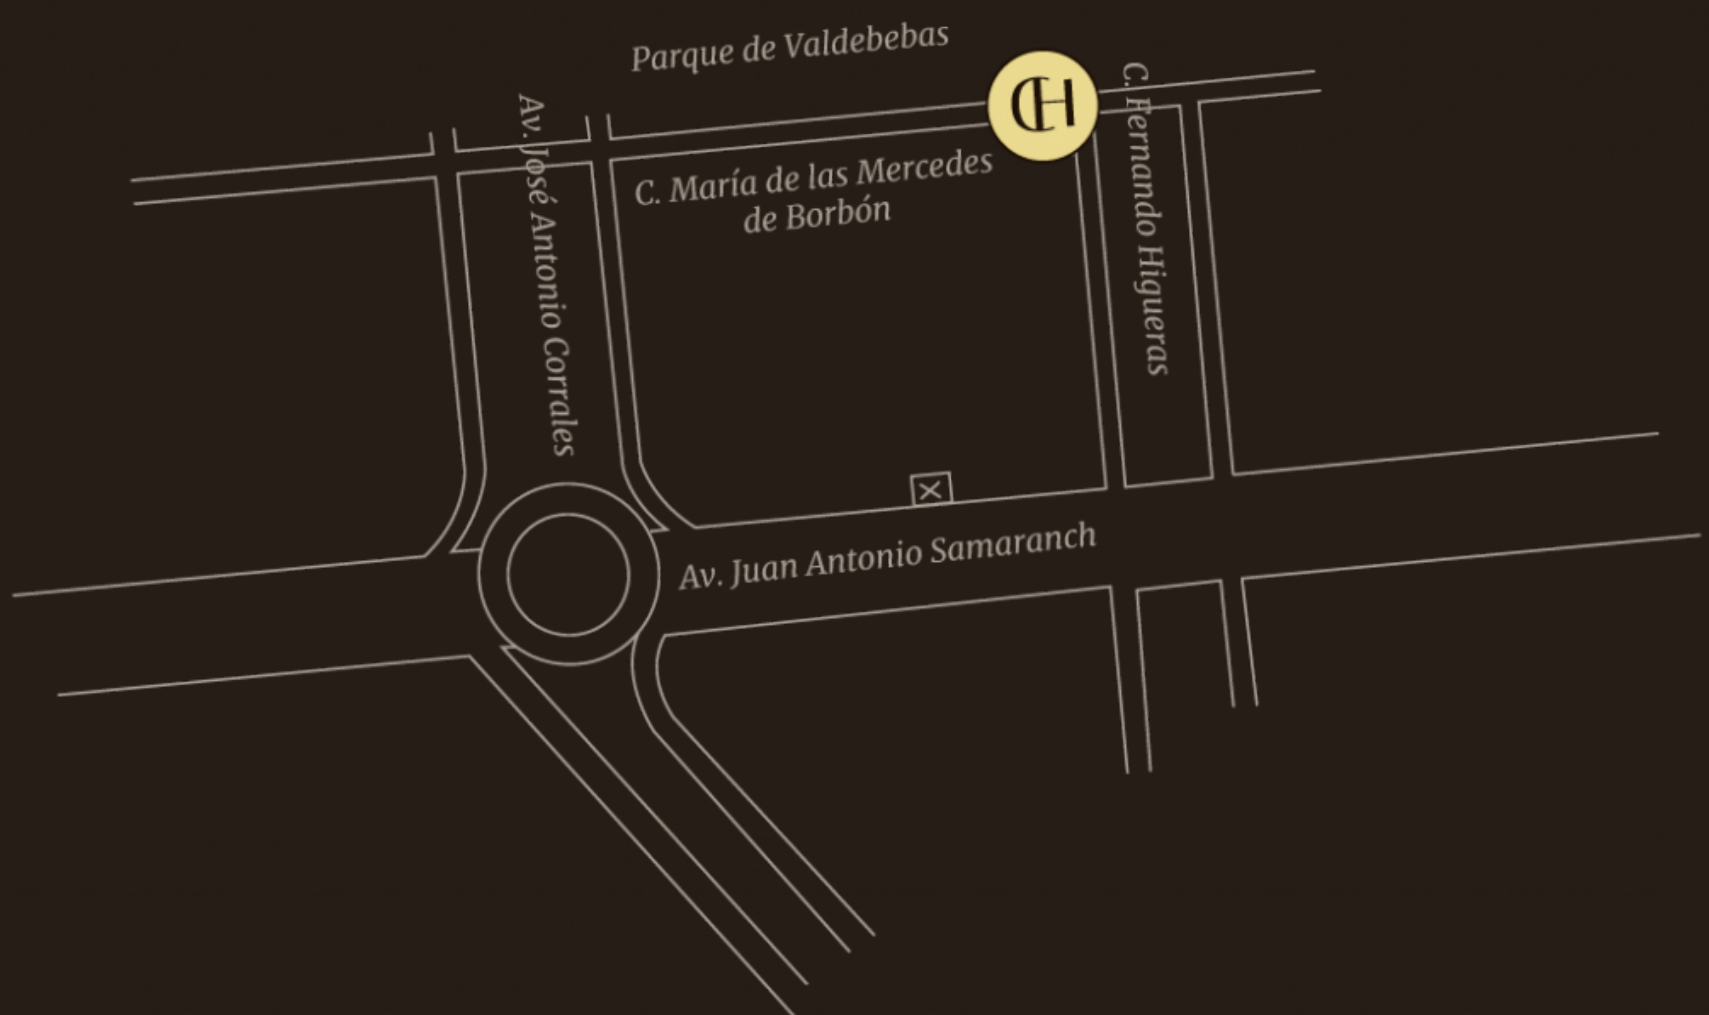 Parque de Valdebebas
CH
Av. José Antonio Corrales
C. Fernando Higueras
C. María de las Mercedes
de Borbón
Av. Juan Antonio Samaranch